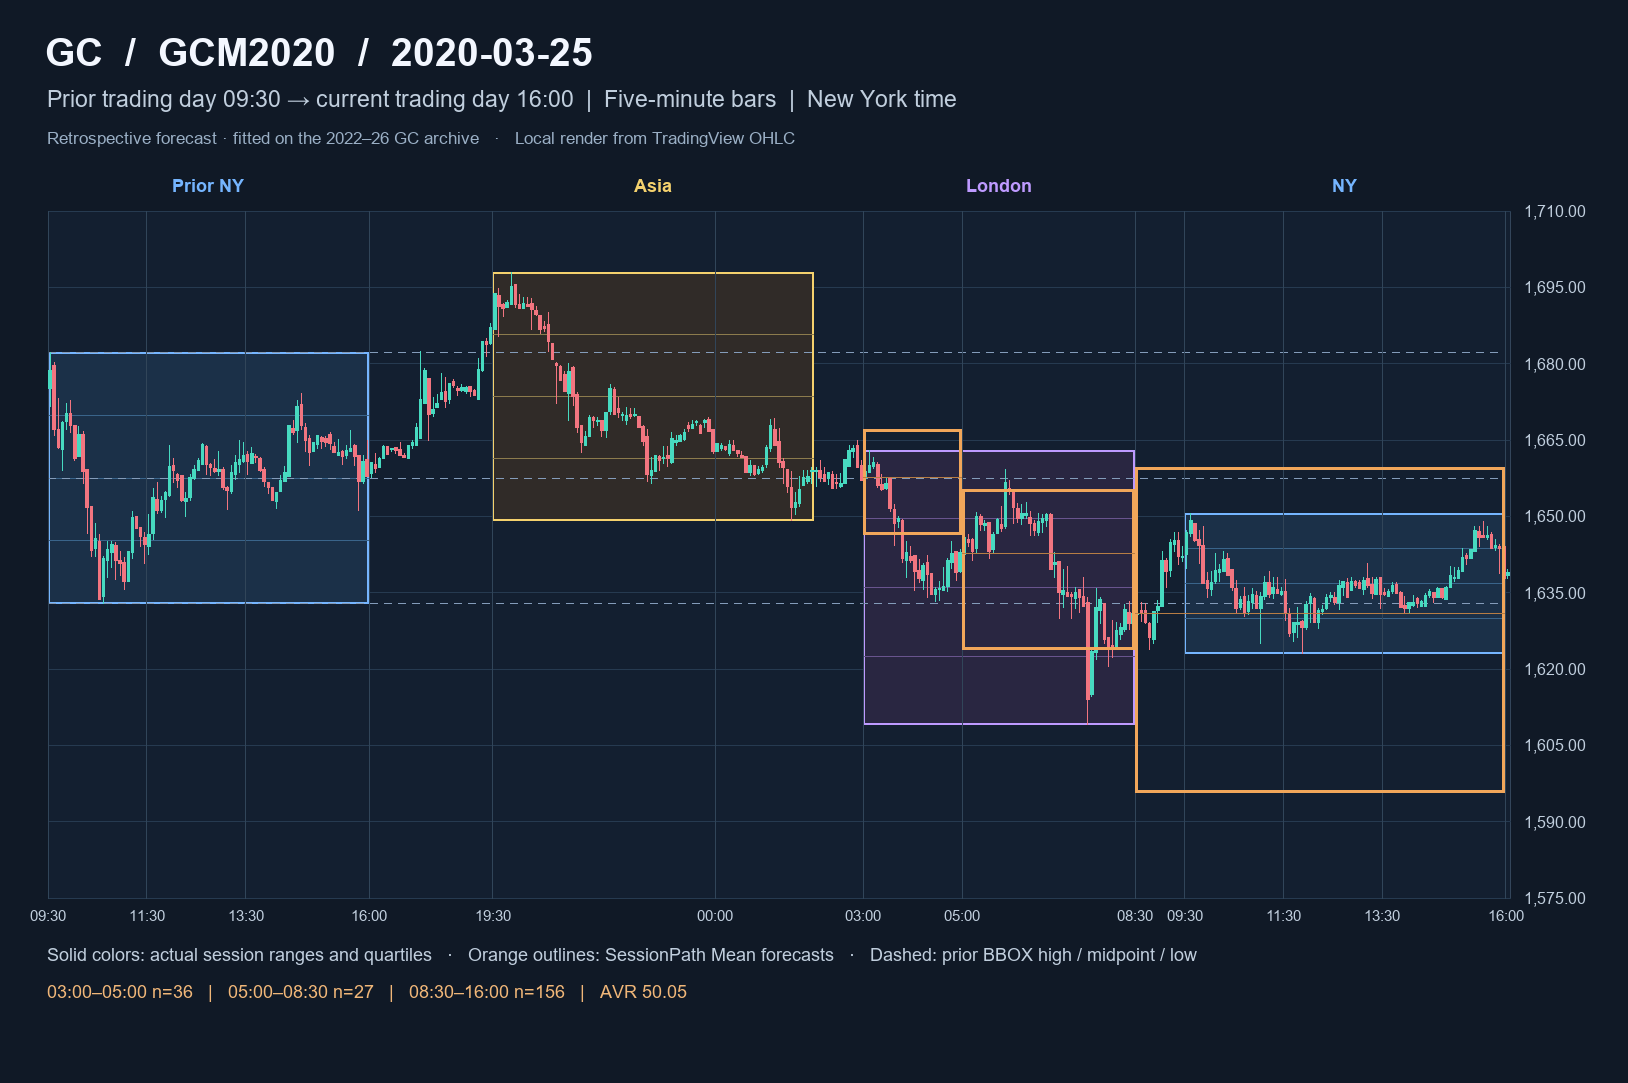 GC / GCM2020 / 2020-03-25
Prior trading day 09:30 → current trading day 16:00 | Five-minute bars | New York time
Retrospective forecast · fitted on the 2022–26 GC archive · Local render from TradingView OHLC
Prior NY Asia London NY
1,710.00
1,695.00
1,680.00
1,665.00
1,650.00
1,635.00
1,620.00
1,605.00
1,590.00
1,575.00
09:30 11:30 13:30 16:00 19:30 00:00 03:00 05:00 08:30 09:30 11:30 13:30 16:00
Solid colors: actual session ranges and quartiles · Orange outlines: SessionPath Mean forecasts · Dashed: prior BBOX high / midpoint / low
03:00–05:00 n=36 | 05:00–08:30 n=27 | 08:30–16:00 n=156 | AVR 50.05